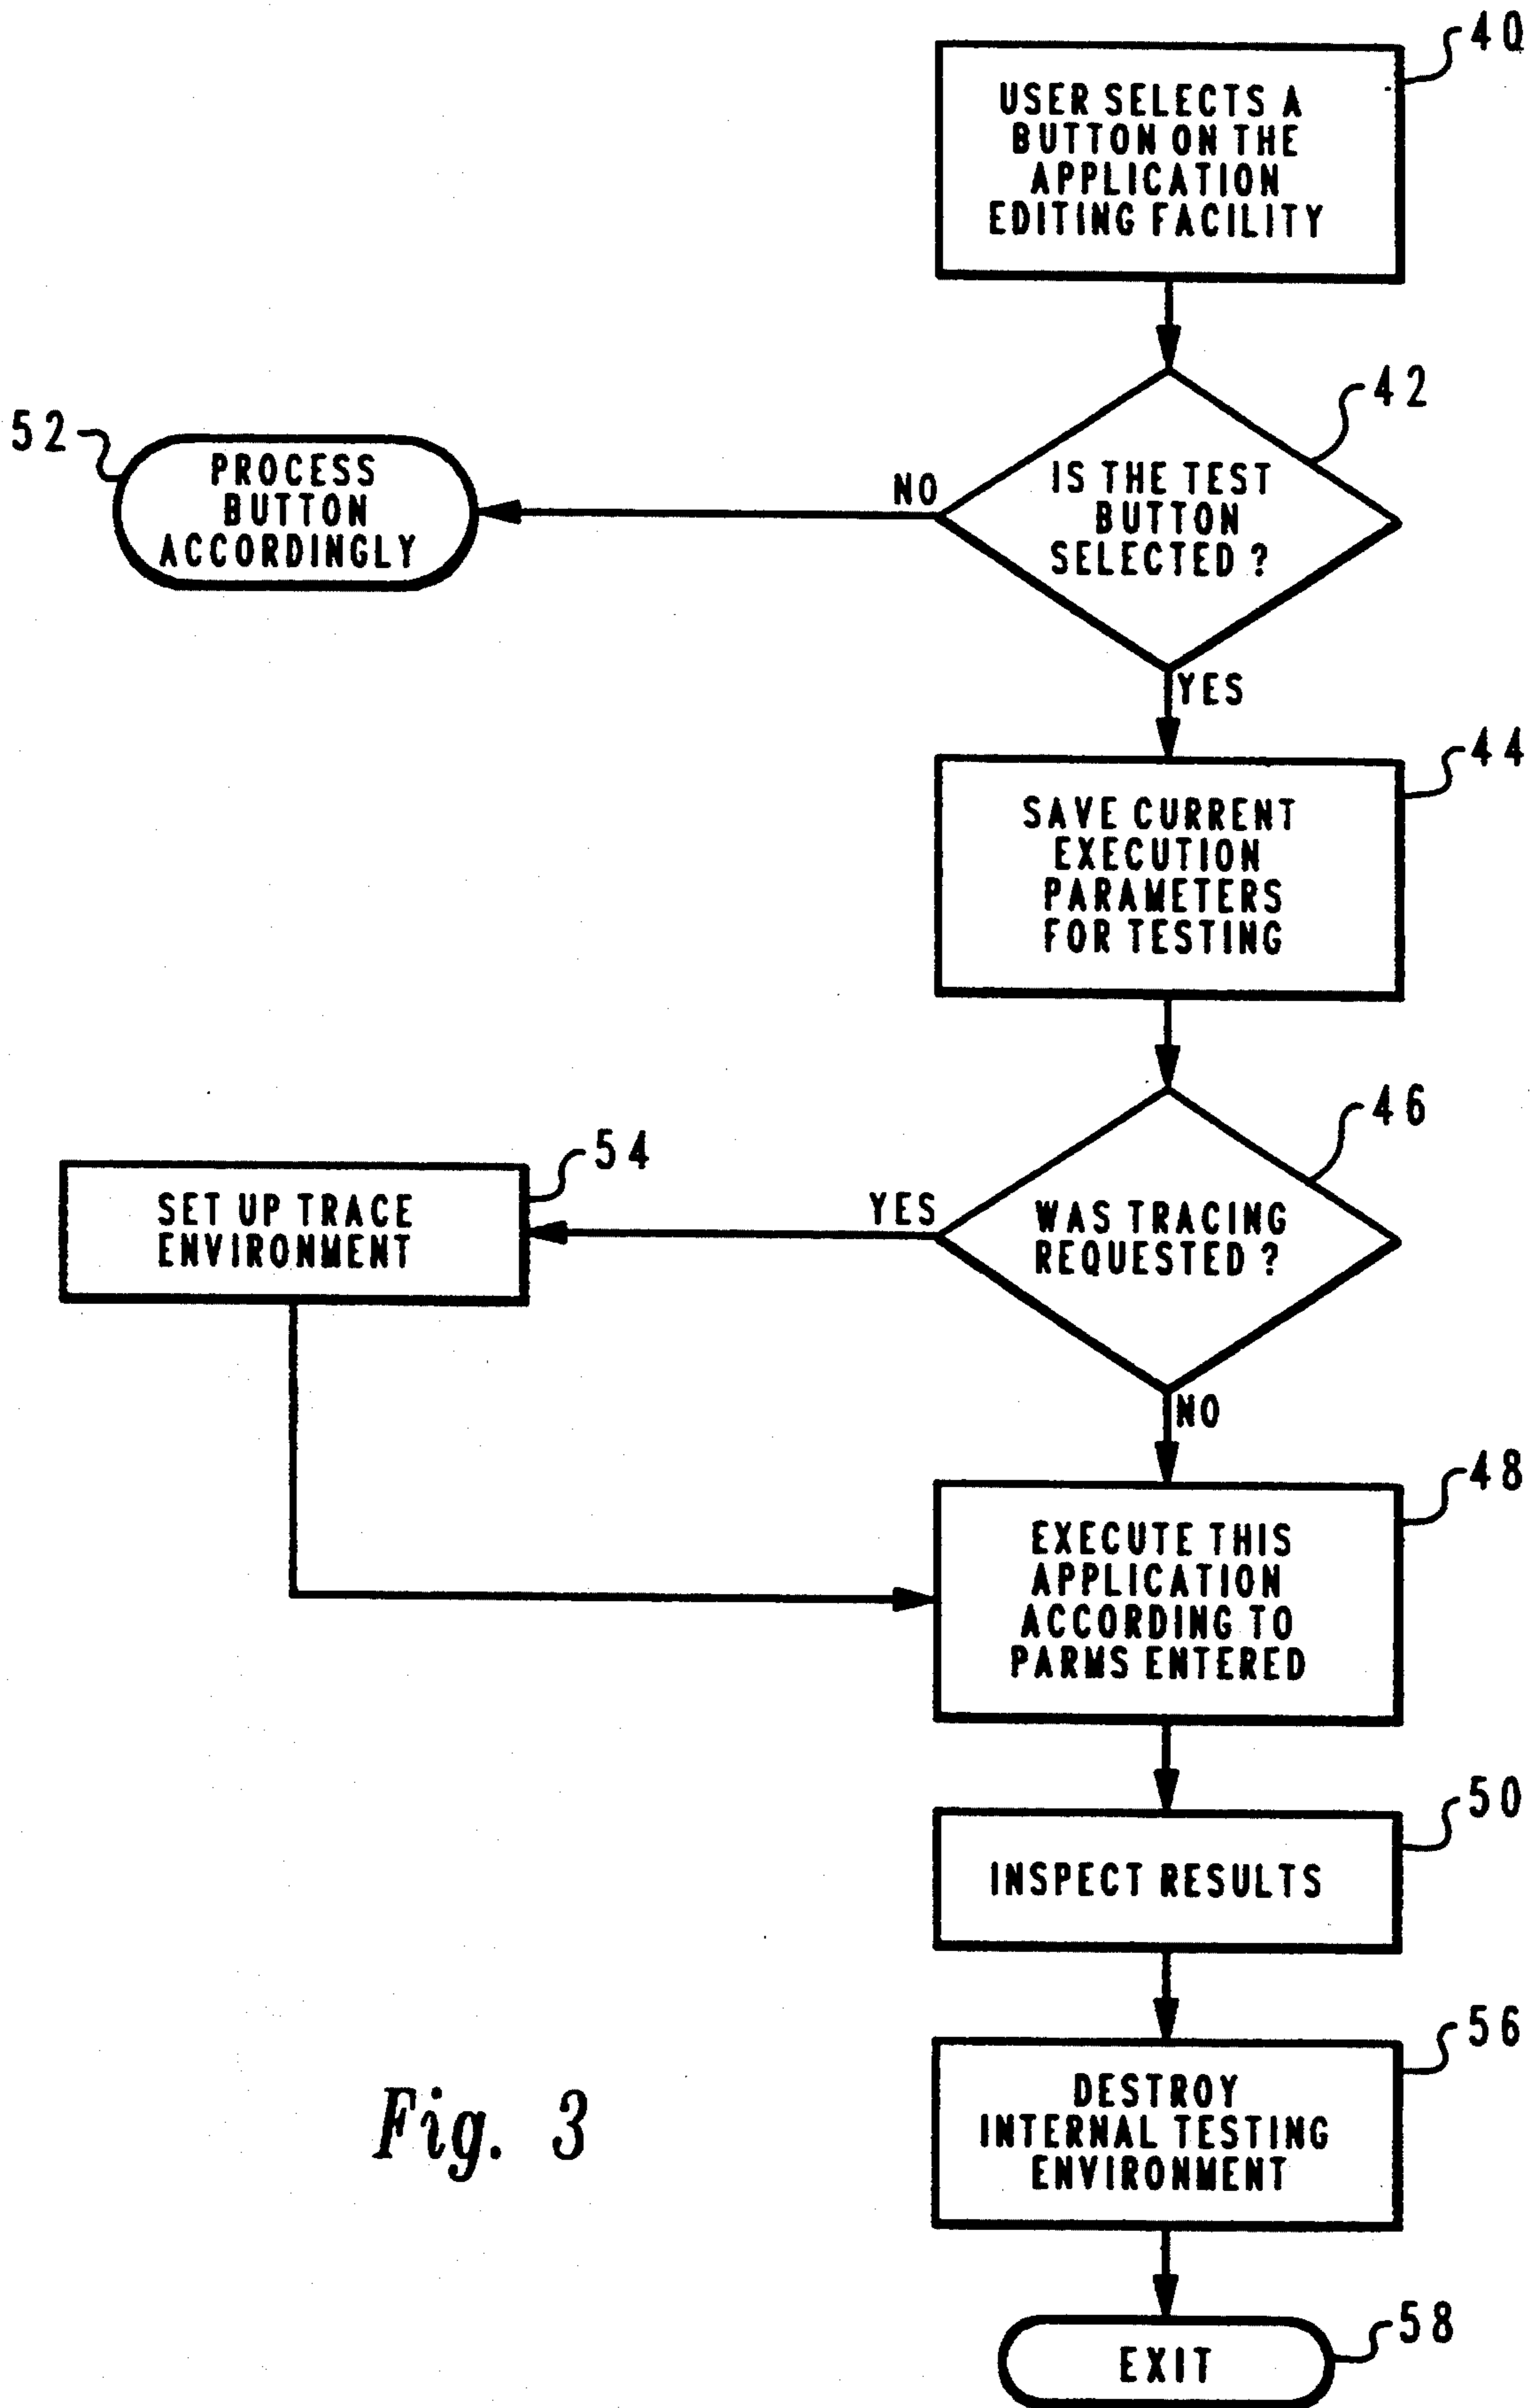 40
USER SELECTS A
BUTTON ON THE
APPLICATION
EDITING FACILITY
42
52
PROCESS
BUTTON
ACCORDINGLY
NO
IS THE TEST
BUTTON
SELECTED ?
YES
44
SAVE CURRENT
EXECUTION
PARAMETERS
FOR TESTING
46
54
SET UP TRACE
ENVIRONMENT
YES
WAS TRACING
REQUESTED ?
NO
48
EXECUTE THIS
APPLICATION
ACCORDING TO
PARMS ENTERED
50
INSPECT RESULTS
56
DESTROY
INTERNAL TESTING
ENVIRONMENT
Fig. 3
58
EXIT